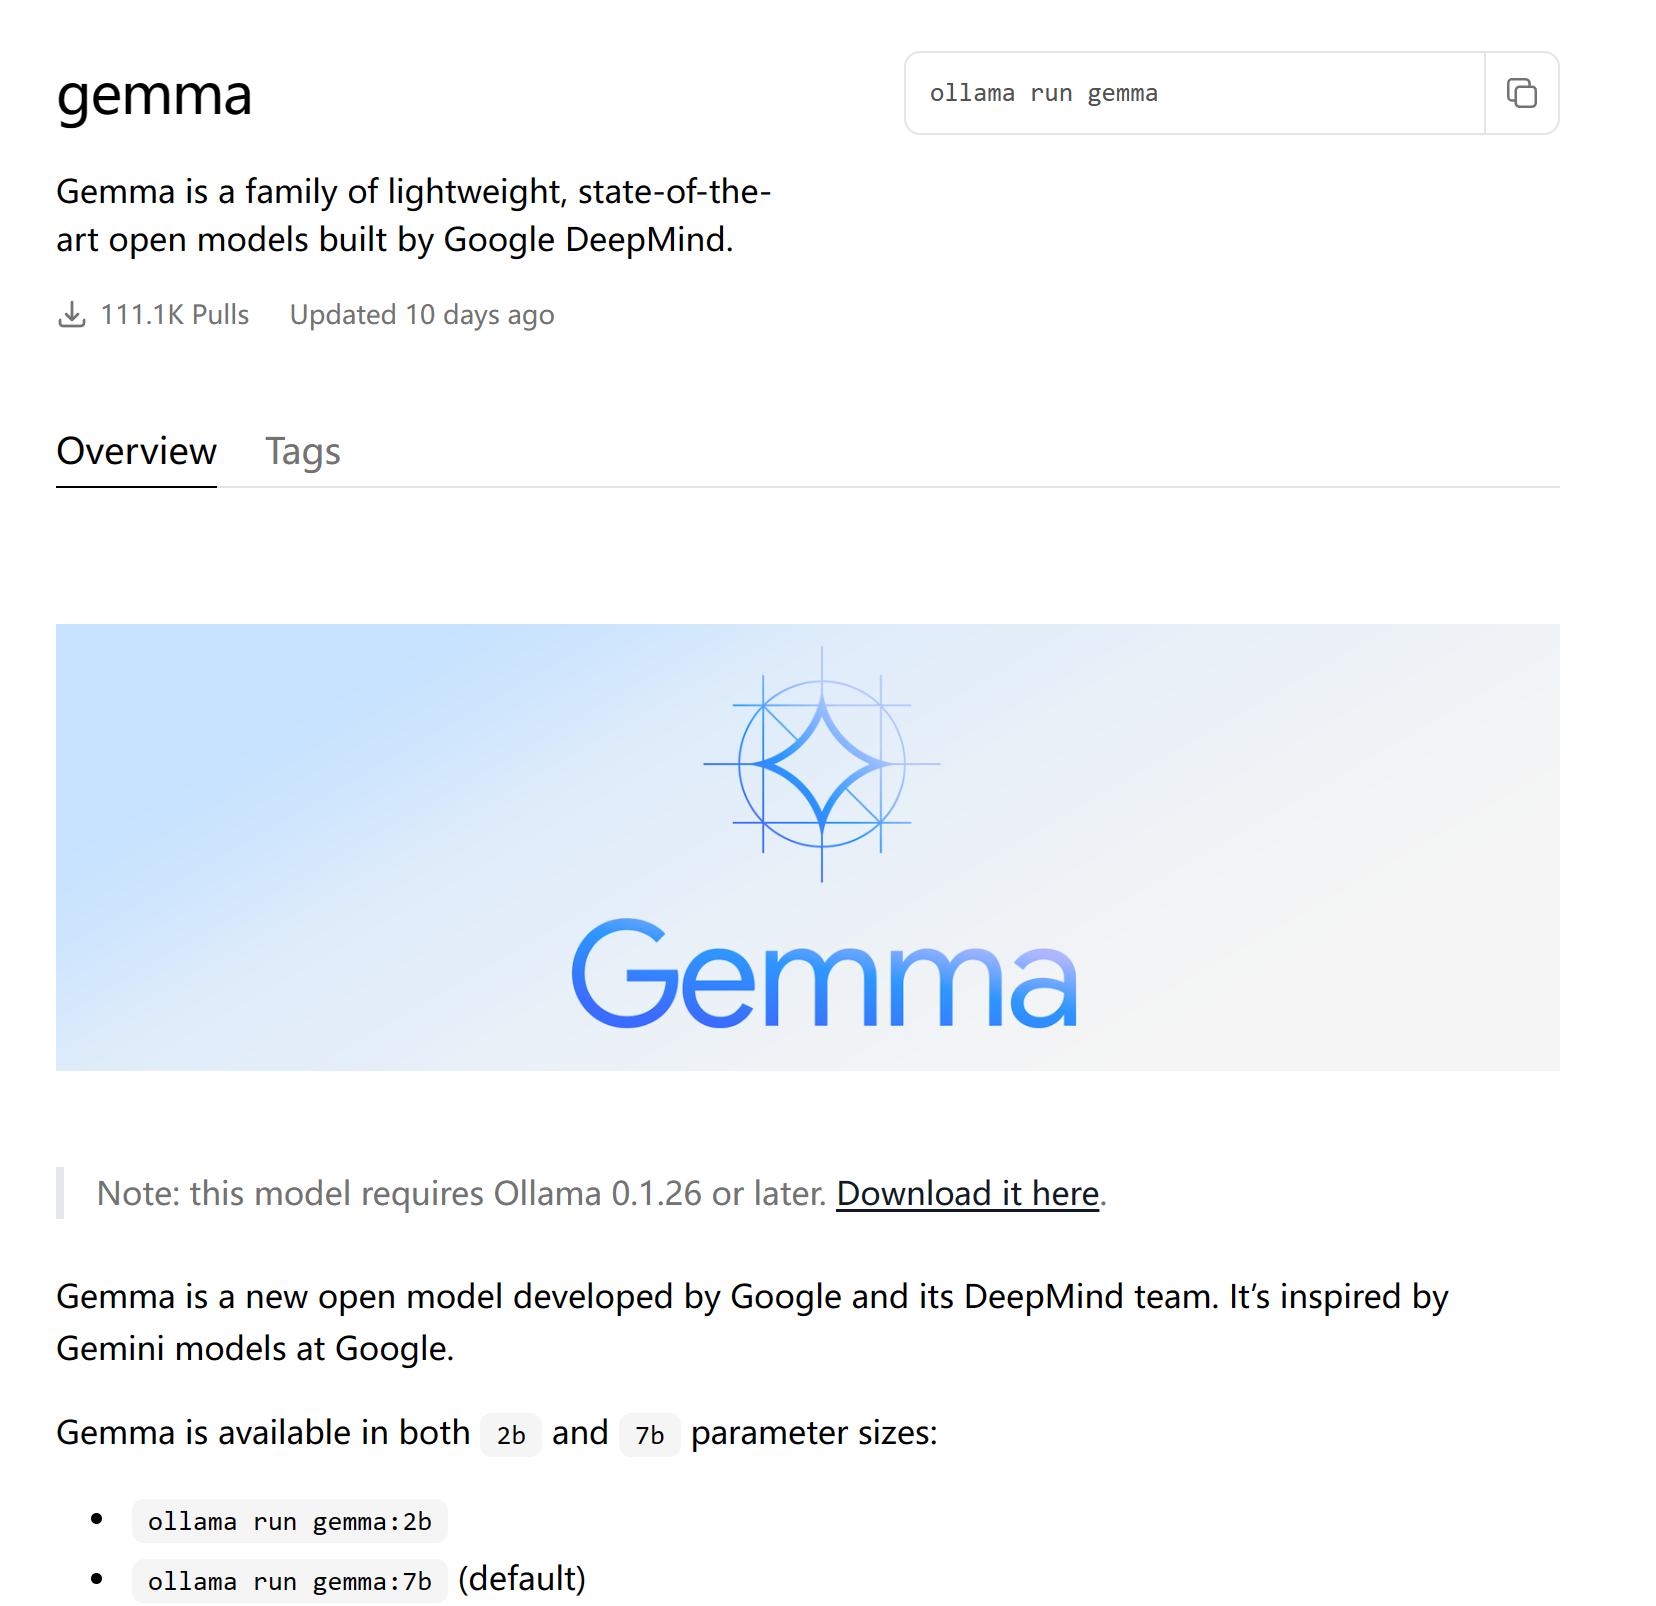 gemma
ollama run gemma
Gemma is a family of lightweight, state-of-the-
art open models built by Google DeepMind.
111.1K Pulls Updated 10 days ago
Overview Tags
Gemma
Note: this model requires Ollama 0.1.26 or later. Download it here.
Gemma is a new open model developed by Google and its DeepMind team. It’s inspired by
Gemini models at Google.
Gemma is available in both 2b and 7b parameter sizes:
• ollama run gemma:2b
• ollama run gemma:7b (default)